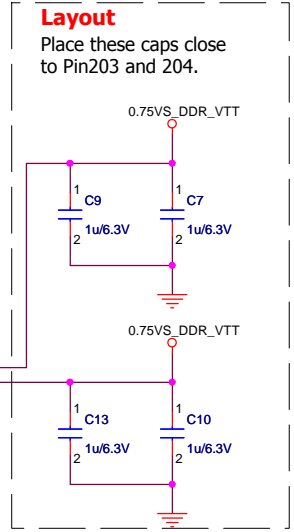 Layout
Place these caps close
to Pin203 and 204.
0.75VS_DDR_VTT
1
C9
1u/6.3V
2
1
C7
1u/6.3V
2
0.75VS_DDR_VTT
1
C13
1u/6.3V
2
1
C10
1u/6.3V
2